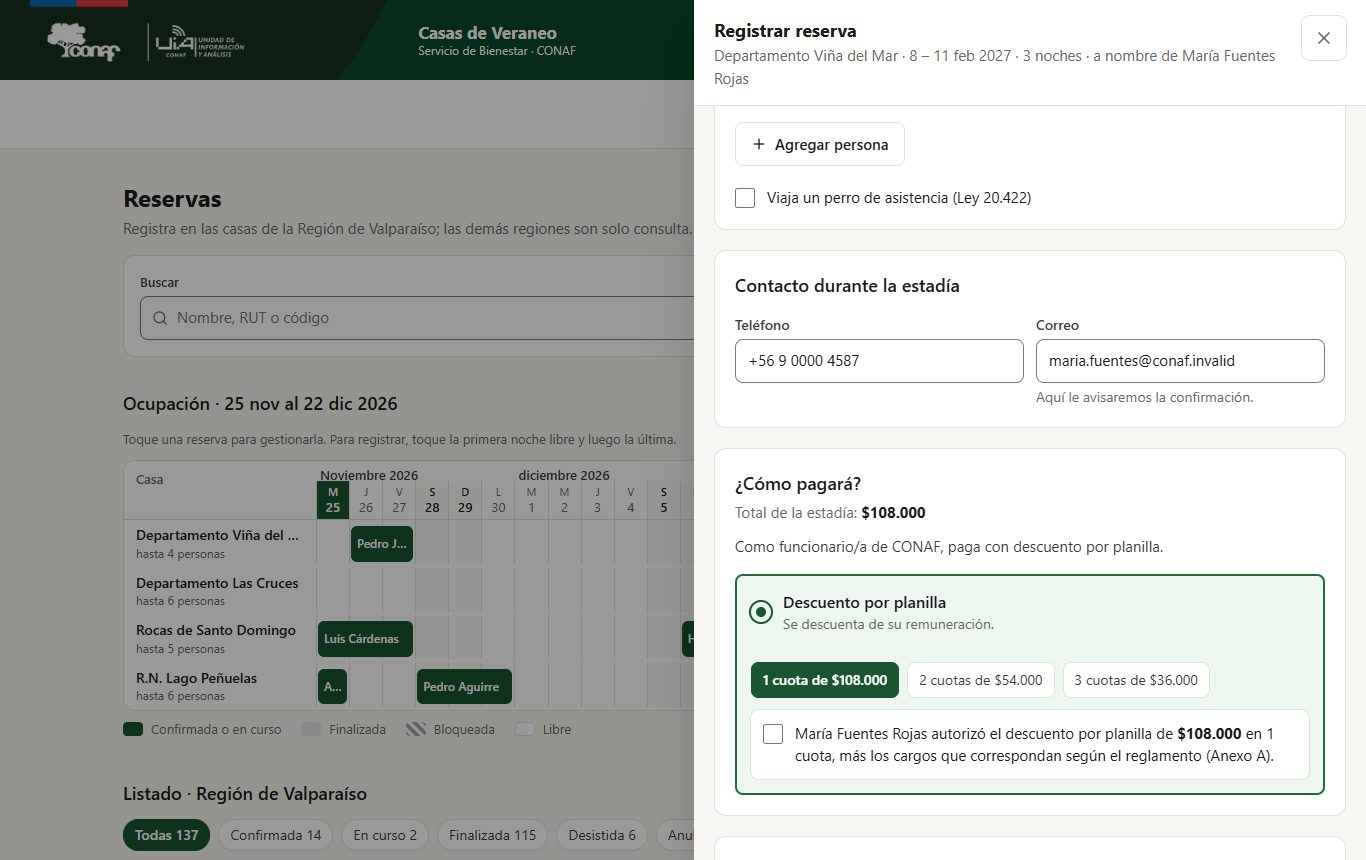 conaf
UIA
CONAF
UNIDAD DE
INFORMACIÓN
Y ANÁLISIS
Casas de Veraneo
Servicio de Bienestar · CONAF
Reservas
Registra en las casas de la Región de Valparaíso; las demás regiones son solo consulta.
Buscar
Nombre, RUT o código
Ocupación · 25 nov al 22 dic 2026
Toque una reserva para gestionarla. Para registrar, toque la primera noche libre y luego la última.
Casa
Noviembre 2026 diciembre 2026
M J V S D L M M J V S
25 26 27 28 29 30 1 2 3 4 5
Departamento Viña del ...
hasta 4 personas
Pedro J...
Departamento Las Cruces
hasta 6 personas
Rocas de Santo Domingo
hasta 5 personas
Luis Cárdenas
H
R.N. Lago Peñuelas
hasta 6 personas
A...
Pedro Aguirre
Confirmada o en curso Finalizada Bloqueada Libre
Listado · Región de Valparaíso
Todas 137 Confirmada 14 En curso 2 Finalizada 115 Desistida 6 Anu
Registrar reserva
Departamento Viña del Mar · 8 – 11 feb 2027 · 3 noches · a nombre de María Fuentes
Rojas
+ Agregar persona
Viaja un perro de asistencia (Ley 20.422)
Contacto durante la estadía
Teléfono Correo
+56 9 0000 4587 maria.fuentes@conaf.invalid
Aquí le avisaremos la confirmación.
¿Cómo pagará?
Total de la estadía: $108.000
Como funcionario/a de CONAF, paga con descuento por planilla.
Descuento por planilla
Se descuenta de su remuneración.
1 cuota de $108.000 2 cuotas de $54.000 3 cuotas de $36.000
María Fuentes Rojas autorizó el descuento por planilla de $108.000 en 1
cuota, más los cargos que correspondan según el reglamento (Anexo A).